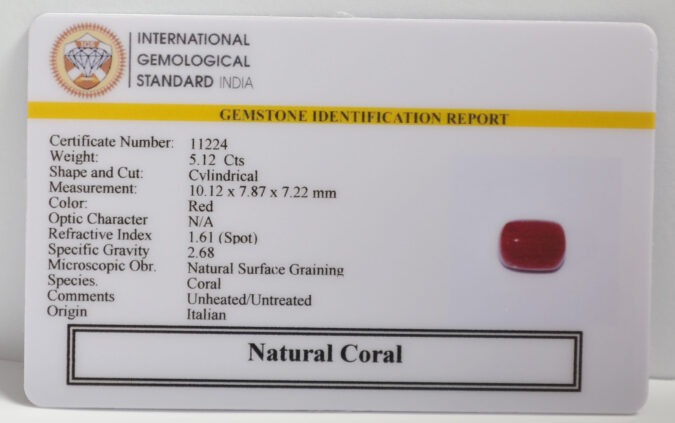 IGS
INTERNATIONAL
GEMOLOGICAL
STANDARD INDIA
GEMSTONE IDENTIFICATION REPORT
Certificate Number: 11224
Weight: 5.12 Cts
Shape and Cut: Cylindrical
Measurement: 10.12 x 7.87 x 7.22 mm
Color: Red
Optic Character N/A
Refractive Index 1.61 (Spot)
Specific Gravity 2.68
Microscopic Obr. Natural Surface Graining
Species. Coral
Comments Unheated/Untreated
Origin Italian
Natural Coral